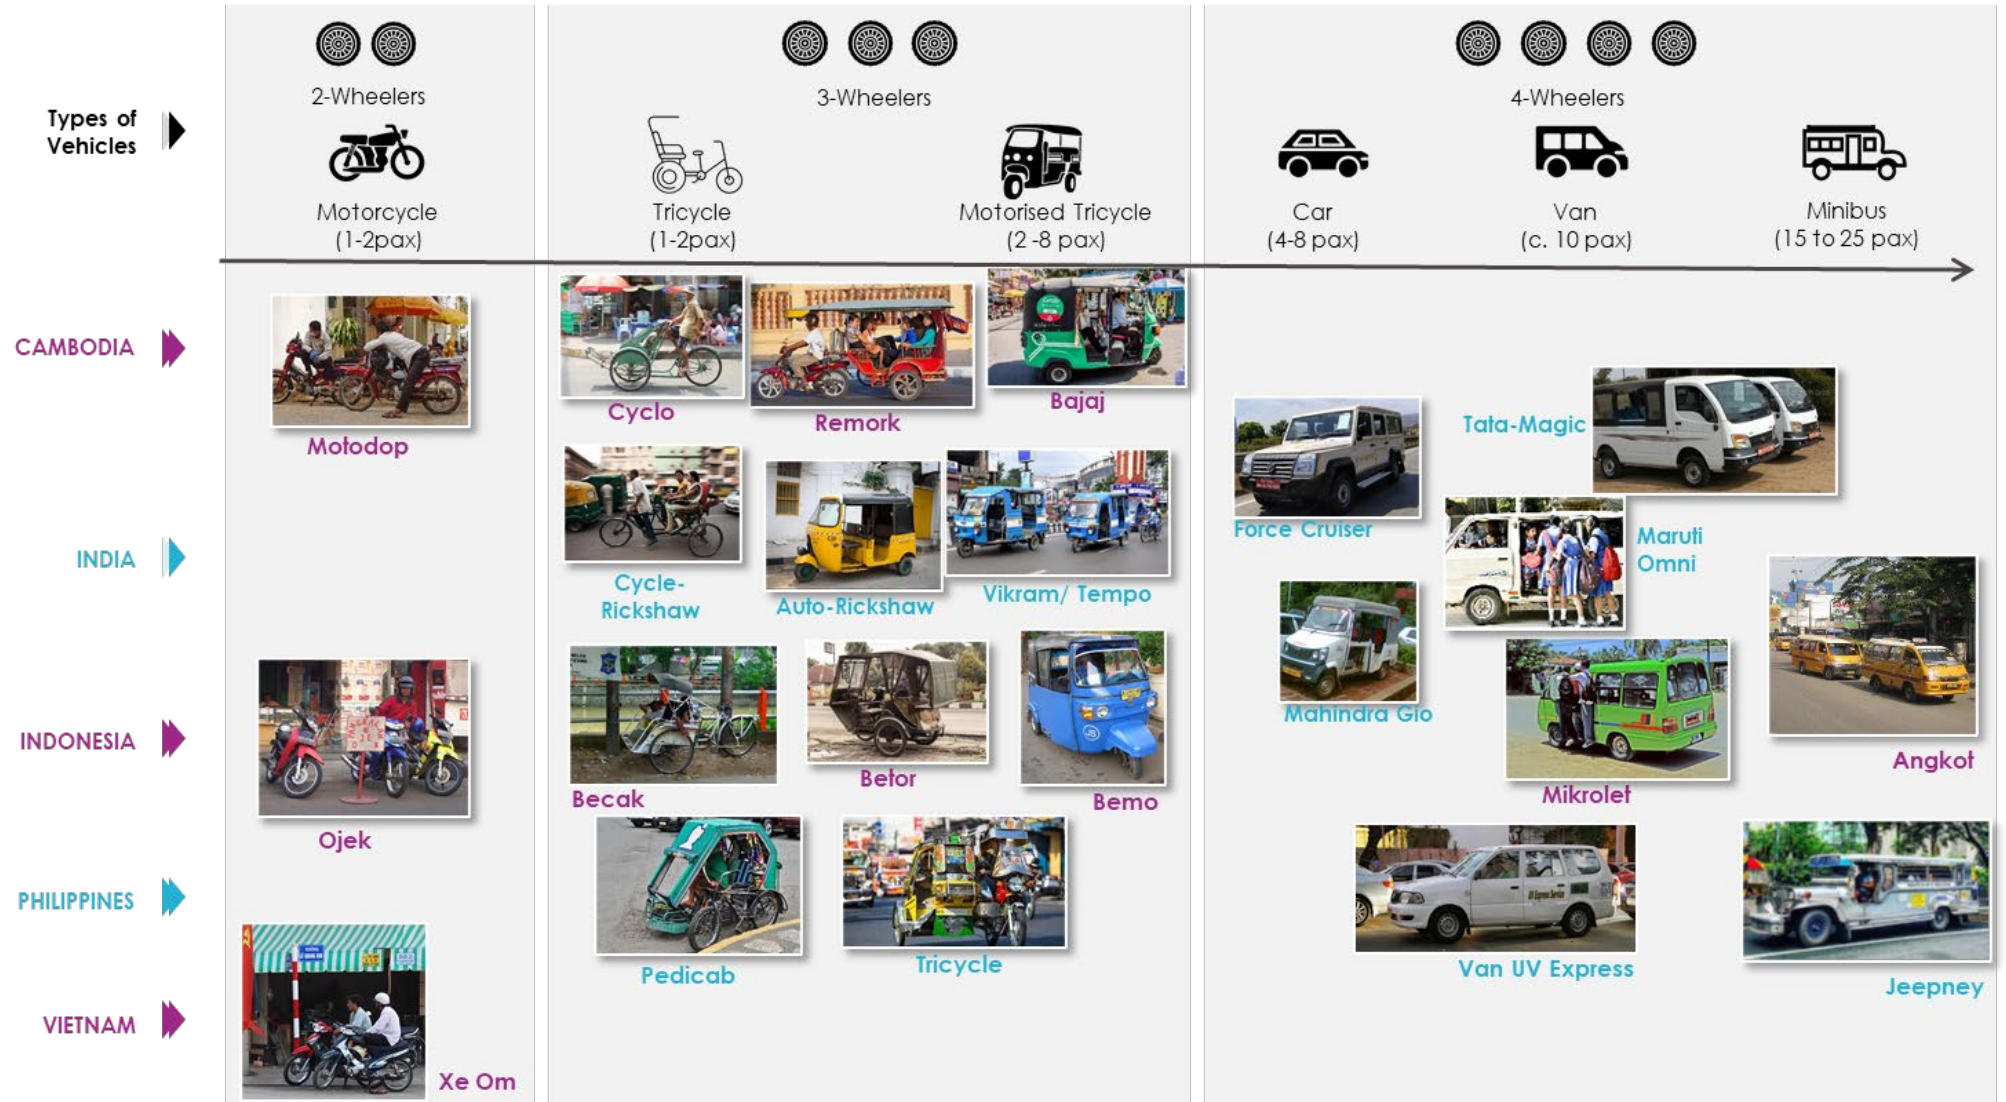 Types of
Vehicles
2-Wheelers
3-Wheelers
4-Wheelers
Motorcycle
(1-2pax)
Tricycle
(1-2pax)
Motorised Tricycle
(2 -8 pax)
Car
(4-8 pax)
Van
(c. 10 pax)
Minibus
(15 to 25 pax)
CAMBODIA
Motodop
Cyclo
Remork
Bajaj
INDIA
Cycle-
Rickshaw
Auto-Rickshaw
Vikram/ Tempo
Force Cruiser
Tata-Magic
Maruti
Omni
Mahindra Gio
INDONESIA
Ojek
Becak
Betor
Bemo
Mikrolet
Angkot
PHILIPPINES
Pedicab
Tricycle
Van UV Express
Jeepney
VIETNAM
Xe Om